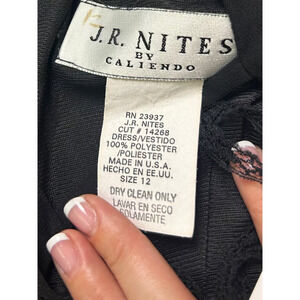 J.R. NITES
BY
CALIENDO
RN 23937
J.R. NITES
CUT # 14268
DRESS/VESTIDO
100% POLYESTER
/POLIESTER
MADE IN U.S.A.
HECHO EN EE.UU.
SIZE 12
DRY CLEAN ONLY
LAVAR EN SECO
SOLAMENTE